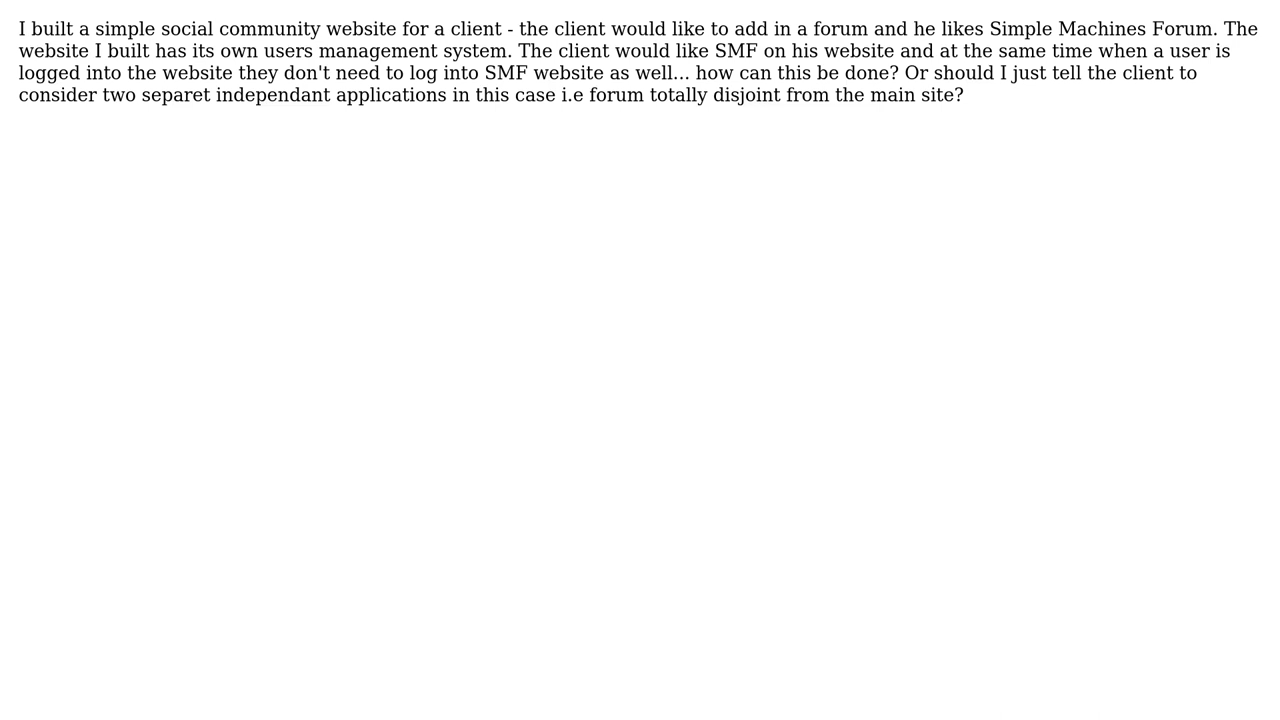 I built a simple social community website for a client - the client would like to add in a forum and he likes Simple Machines Forum. The
website I built has its own users management system. The client would like SMF on his website and at the same time when a user is
logged into the website they don't need to log into SMF website as well... how can this be done? Or should I just tell the client to
consider two separet independant applications in this case i.e forum totally disjoint from the main site?